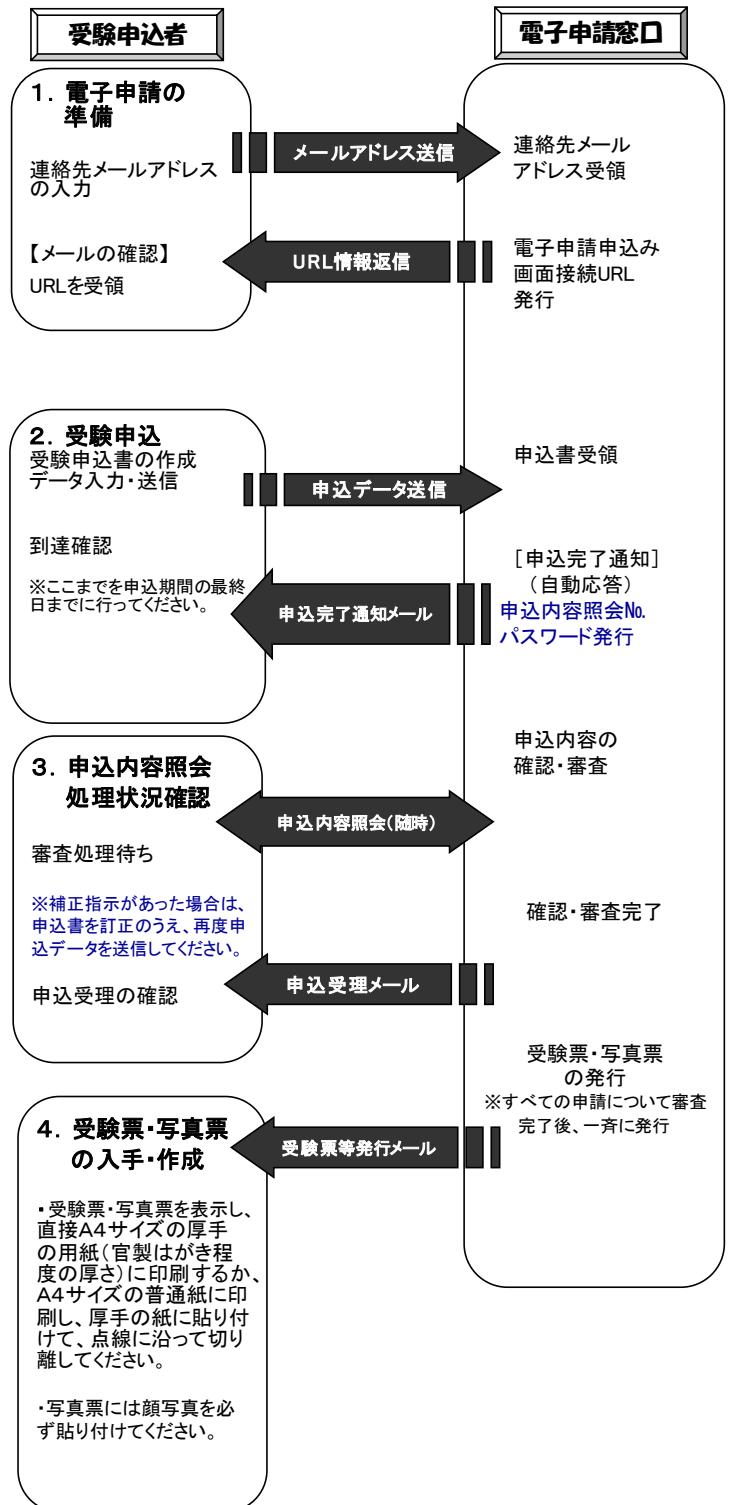 受験申込者
電子申請窓口
1．電子申請の
準備
連絡先メールアドレス
の入力
メールアドレス送信
連絡先メール
アドレス受領
【メールの確認】
URLを受領
URL情報返信
電子申請申込み
画面接続URL
発行
2．受験申込
受験申込書の作成
データ入力・送信
申込データ送信
申込書受領
到達確認
※ここまでを申込期間の最終
日までに行ってください。
申込完了通知メール
［申込完了通知］
（自動応答）
申込内容照会№
パスワード発行
3．申込内容照会
処理状況確認
申込内容の
確認・審査
申込内容照会（随時）
審査処理待ち
※補正指示があった場合は、
申込書を訂正のうえ、再度申
込データを送信してください。
確認・審査完了
申込受理の確認
申込受理メール
受験票・写真票
の発行
※すべての申請について審査
完了後、一斉に発行
4．受験票・写真票
の入手・作成
受験票等発行メール
・受験票・写真票を表示し、
直接A4サイズの厚手
の用紙（官製はがき程
度の厚さ）に印刷するか、
A4サイズの普通紙に印
刷し、厚手の紙に貼り付
けて、点線に沿って切り
離してください。
・写真票には顔写真を必
ず貼り付けてください。